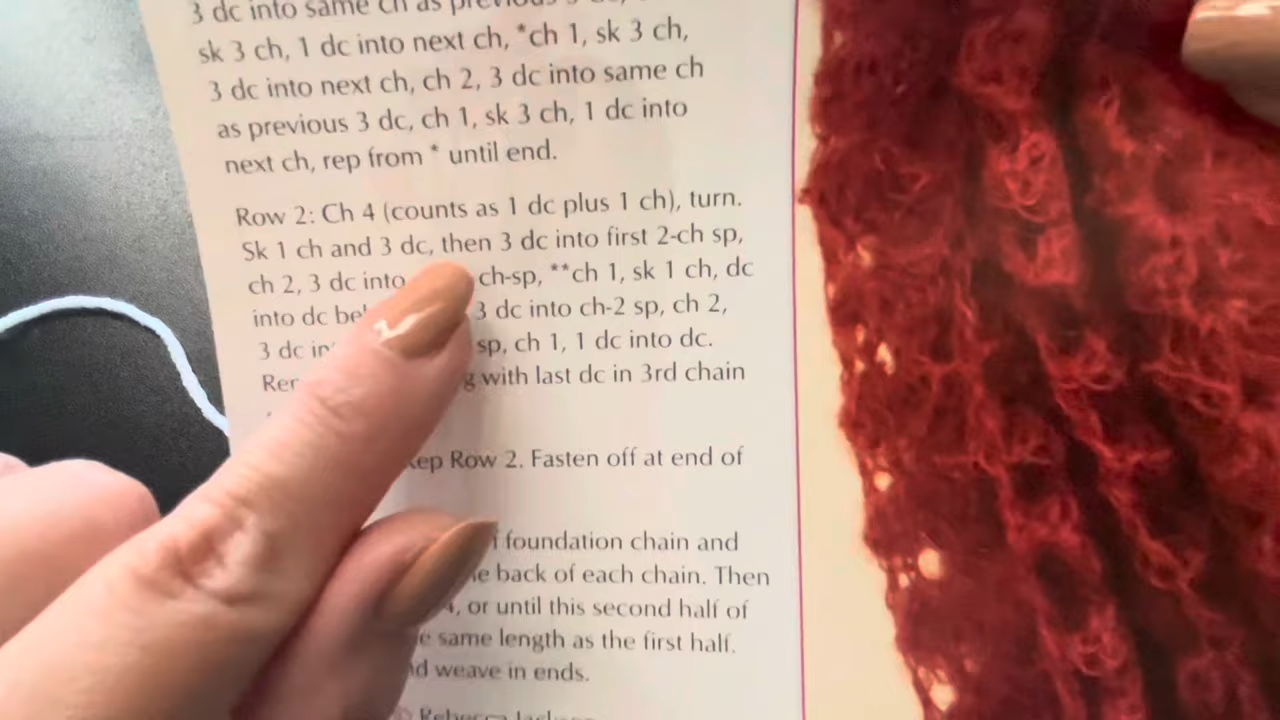 3 dc into same ch as previous 3 dc,
sk 3 ch, 1 dc into next ch, *ch 1, sk 3 ch,
3 dc into next ch, ch 2, 3 dc into same ch
as previous 3 dc, ch 1, sk 3 ch, 1 dc into
next ch, rep from * until end.
Row 2: Ch 4 (counts as 1 dc plus 1 ch), turn.
Sk 1 ch and 3 dc, then 3 dc into first 2-ch sp,
ch 2, 3 dc into ch-sp, **ch 1, sk 1 ch, dc
into dc 3 dc into ch-2 sp, ch 2,
3 dc sp, ch 1, 1 dc into dc.
with last dc in 3rd chain
Row 2. Fasten off at end of
foundation chain and
back of each chain. Then
or until this second half of
same length as the first half.
weave in ends.
Rebecca